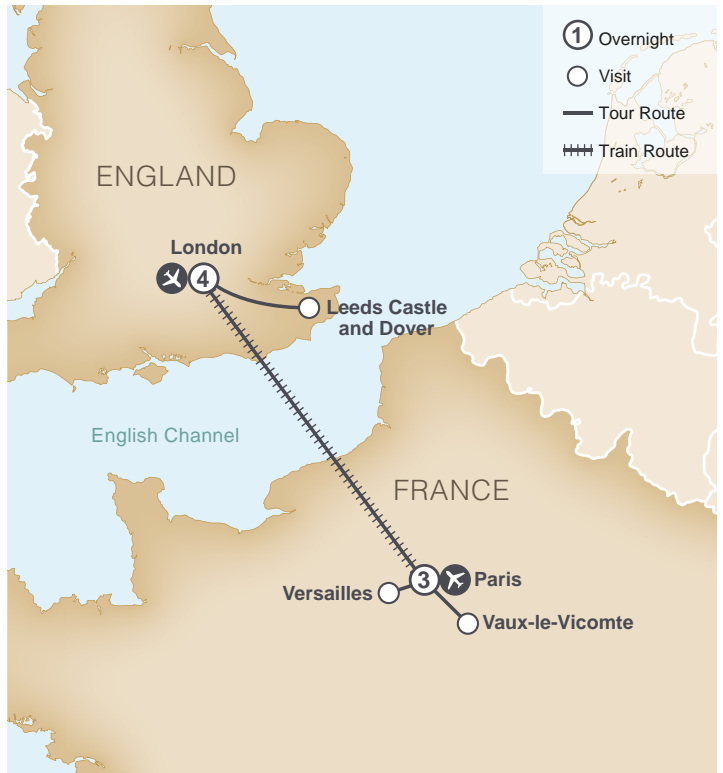 1 Overnight
Visit
Tour Route
Train Route
ENGLAND
London
4
Leeds Castle
and Dover
English Channel
FRANCE
3
Paris
Versailles
Vaux-le-Vicomte